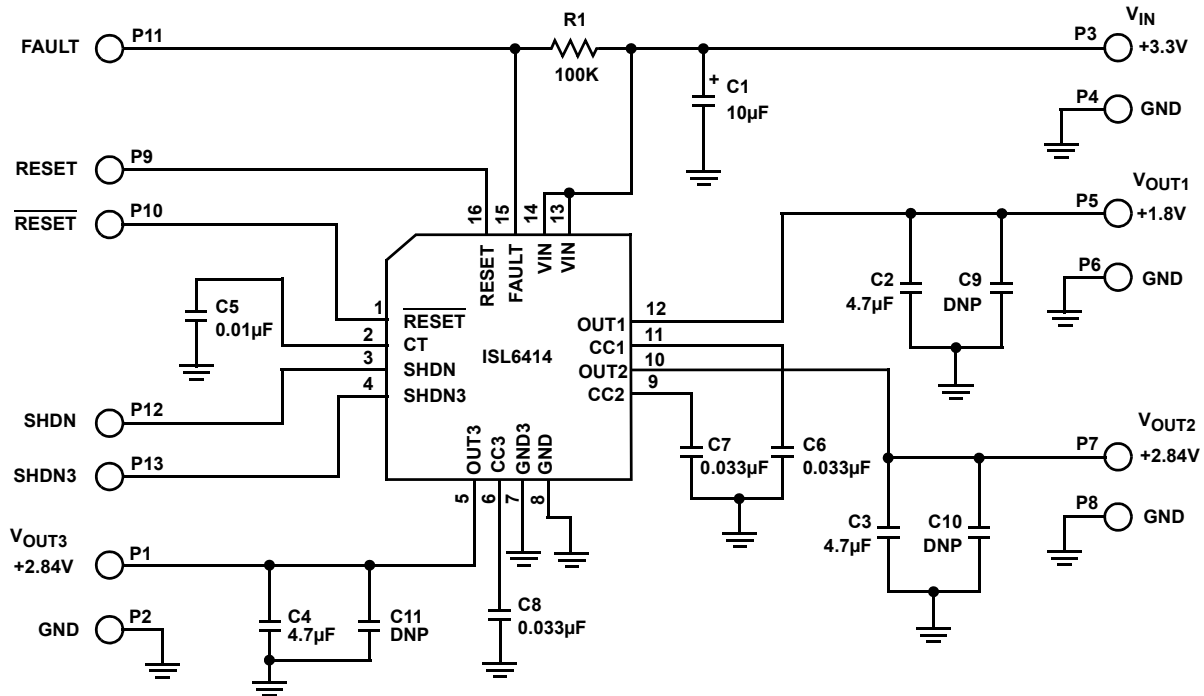 FAULT
P11
R1
100K
P3
VIN
+3.3V
+
C1
10µF
P4
GND
RESET
P9
RESET
P10
16
15
14
13
RESET
FAULT
VIN
VIN
VOUT1
P5
+1.8V
P6
GND
C2
4.7µF
C9
DNP
C5
0.01µF
1
2
3
4
RESET
CT
SHDN
SHDN3
ISL6414
OUT1
CC1
OUT2
CC2
12
11
10
9
SHDN
P12
SHDN3
P13
OUT3
CC3
GND3
GND
5
6
7
8
C7
0.033µF
C6
0.033µF
VOUT2
P7
+2.84V
P8
GND
C3
4.7µF
C10
DNP
VOUT3
+2.84V
P1
GND
P2
C4
4.7µF
C11
DNP
C8
0.033µF